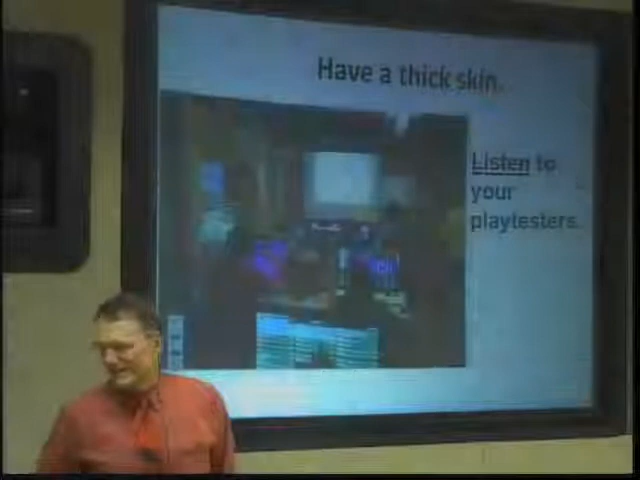 Have a thick skin.
Listen to
your
playtesters.